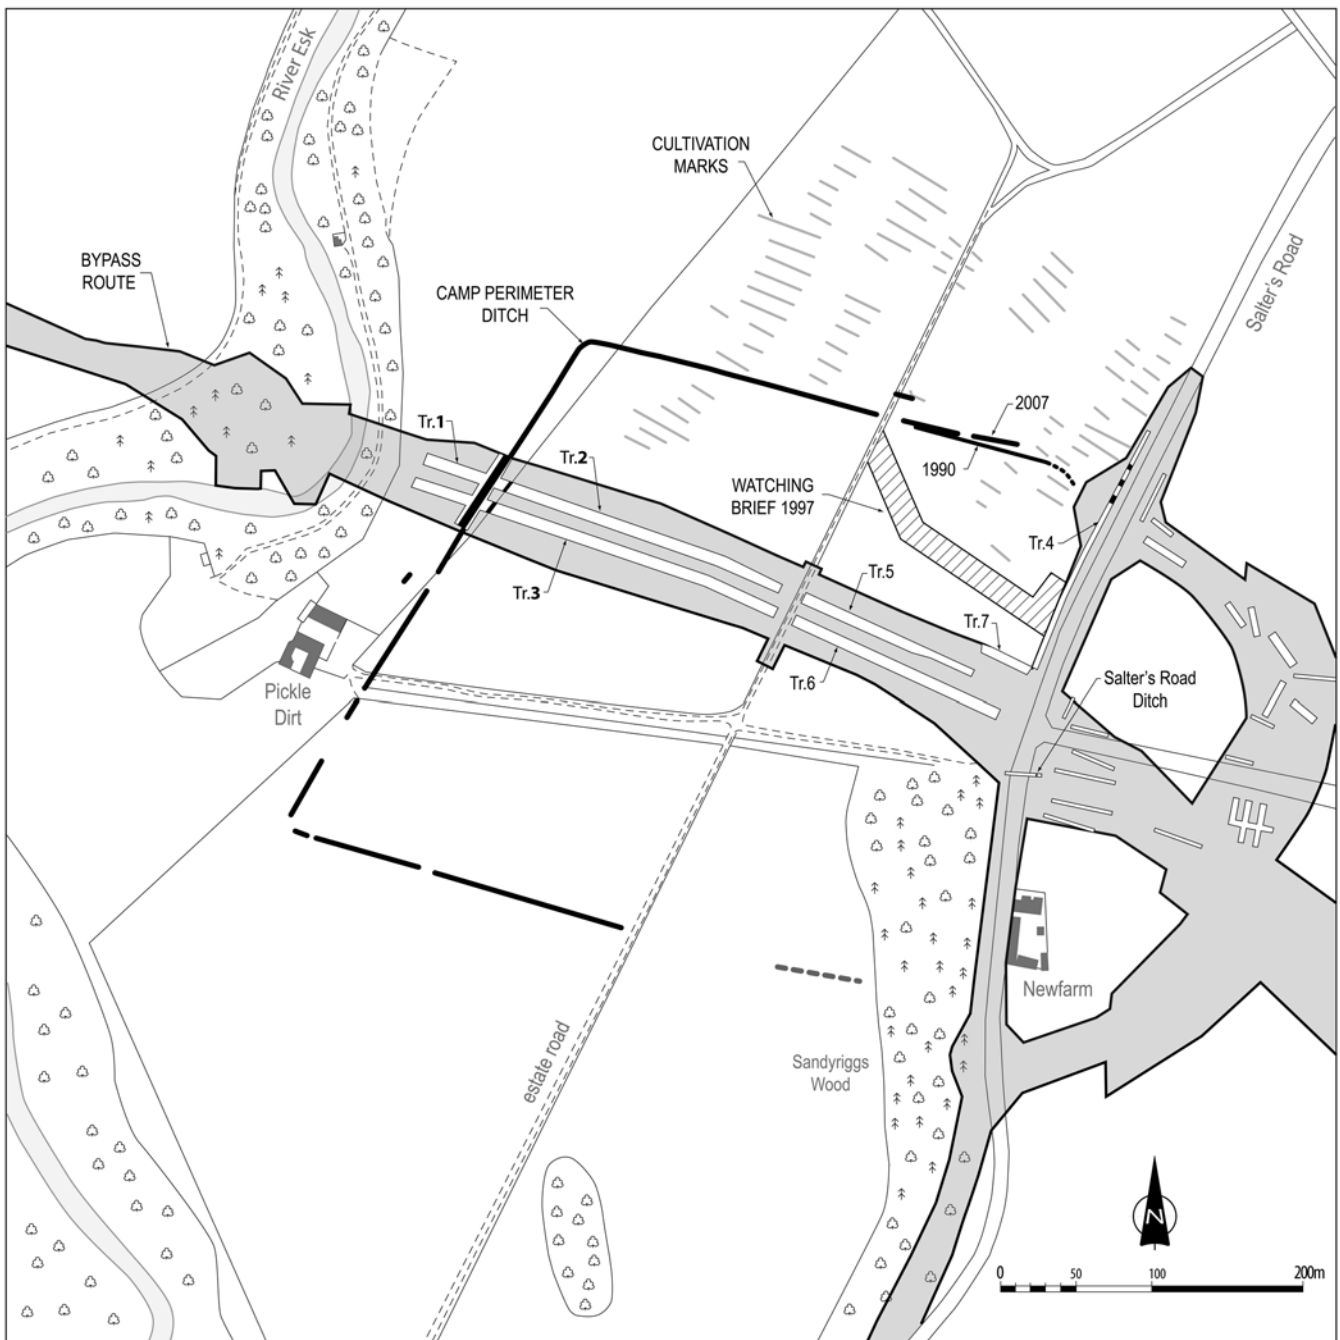 River Esk
CULTIVATION
MARKS
Salter's Road
BYPASS
ROUTE
CAMP PERIMETER
DITCH
2007
Tr.1
Tr.2
1990
WATCHING
BRIEF 1997
Tr.4
Tr.3
Tr.5
Tr.7
Tr.6
Salter's Road
Ditch
Pickle
Dirt
Newfarm
estate road
Sandyriggs
Wood
N
0 50 100 200m